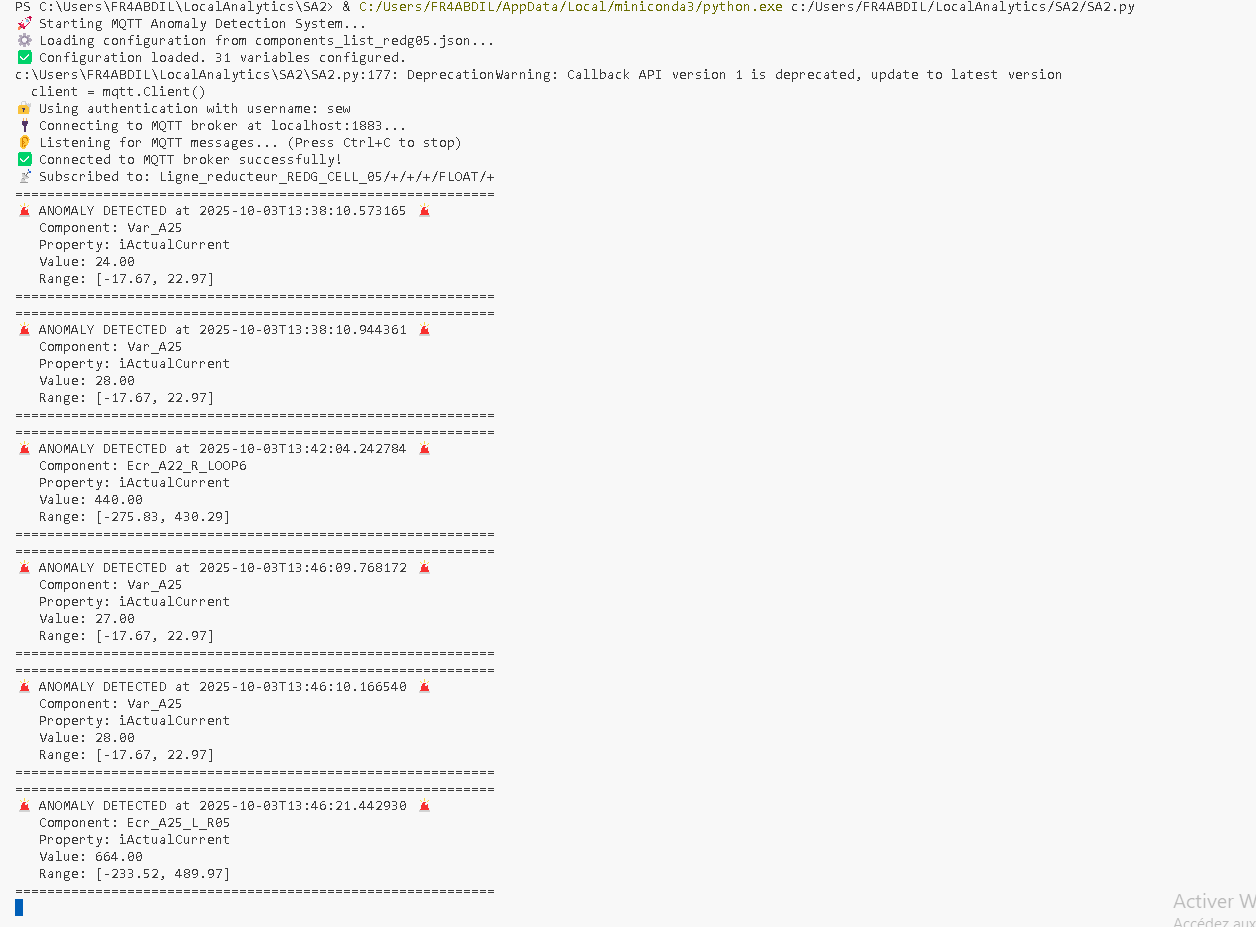 PS C:\Users\FR4ABDIL\LocalAnalytics\SA2> & C:/Users/FR4ABDIL/AppData/Local/miniconda3/python.exe c:/Users/FR4ABDIL/LocalAnalytics/SA2/SA2.py
🚀 Starting MQTT Anomaly Detection System...
⚙️ Loading configuration from components_list_redg05.json...
✅ Configuration loaded. 31 variables configured.
c:\Users\FR4ABDIL\LocalAnalytics\SA2\SA2.py:177: DeprecationWarning: Callback API version 1 is deprecated, update to latest version
  client = mqtt.Client()
🔐 Using authentication with username: sew
🔌 Connecting to MQTT broker at localhost:1883...
👂 Listening for MQTT messages... (Press Ctrl+C to stop)
✅ Connected to MQTT broker successfully!
📡 Subscribed to: Ligne_reducteur_REDG_CELL_05/+/+/+/FLOAT/+
============================================================
🚨 ANOMALY DETECTED at 2025-10-03T13:38:10.573165 🚨
   Component: Var_A25
   Property: iActualCurrent
   Value: 24.00
   Range: [-17.67, 22.97]
============================================================
============================================================
🚨 ANOMALY DETECTED at 2025-10-03T13:38:10.944361 🚨
   Component: Var_A25
   Property: iActualCurrent
   Value: 28.00
   Range: [-17.67, 22.97]
============================================================
============================================================
🚨 ANOMALY DETECTED at 2025-10-03T13:42:04.242784 🚨
   Component: Ecr_A22_R_LOOP6
   Property: iActualCurrent
   Value: 440.00
   Range: [-275.83, 430.29]
============================================================
============================================================
🚨 ANOMALY DETECTED at 2025-10-03T13:46:09.768172 🚨
   Component: Var_A25
   Property: iActualCurrent
   Value: 27.00
   Range: [-17.67, 22.97]
============================================================
============================================================
🚨 ANOMALY DETECTED at 2025-10-03T13:46:10.166540 🚨
   Component: Var_A25
   Property: iActualCurrent
   Value: 28.00
   Range: [-17.67, 22.97]
============================================================
============================================================
🚨 ANOMALY DETECTED at 2025-10-03T13:46:21.442930 🚨
   Component: Ecr_A25_L_R05
   Property: iActualCurrent
   Value: 664.00
   Range: [-233.52, 489.97]
============================================================
Activer W
Accédez aux